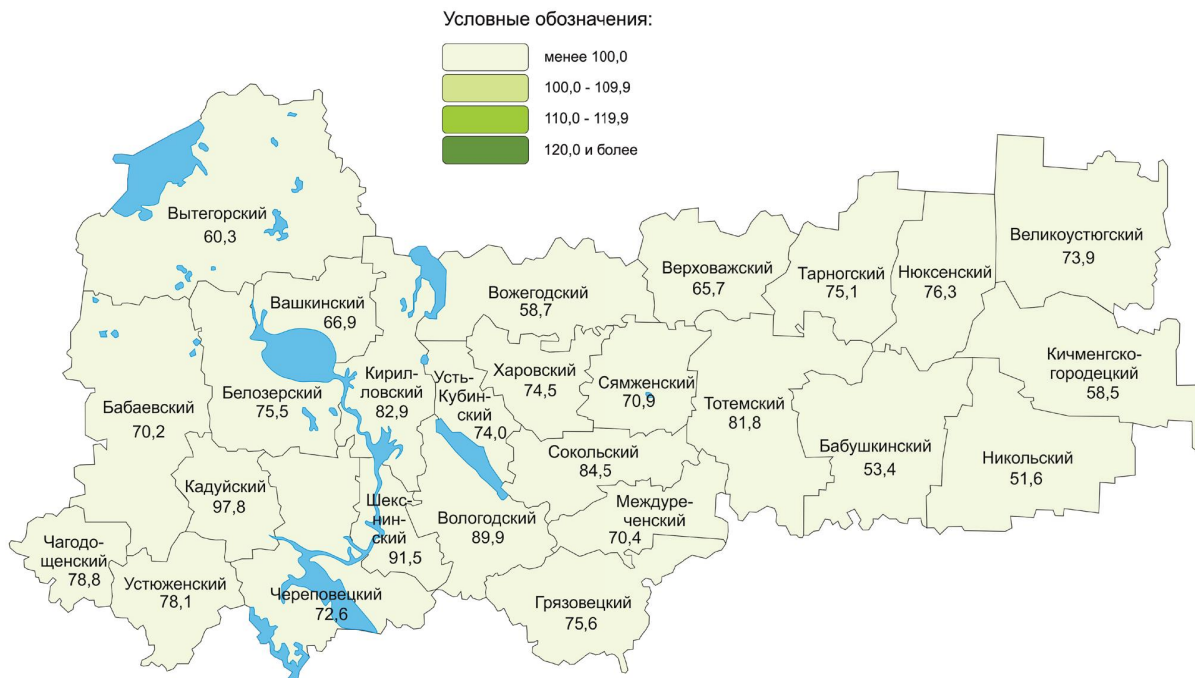 Условные обозначения:
менее 100,0
100,0 - 109,9
110,0 - 119,9
120,0 и более
Вытегорский
60,3
Великоустюгский
73,9
Верховажский
65,7
Тарногский
75,1
Нюксенский
76,3
Вашкинский
66,9
Вожегодский
58,7
Кичменгско-
городецкий
58,5
Белозерский
75,5
Кирил-
ловский
82,9
Усть-
Кубин-
ский
74,0
Харовский
74,5
Сямженский
70,9
Тотемский
81,8
Бабаевский
70,2
Бабушкинский
53,4
Никольский
51,6
Сокольский
84,5
Кадуйский
97,8
Шекс-
нин-
ский
91,5
Вологодский
89,9
Междуре-
ченский
70,4
Чагодо-
щенский
78,8
Устюженский
78,1
Череповецкий
72,6
Грязовецкий
75,6